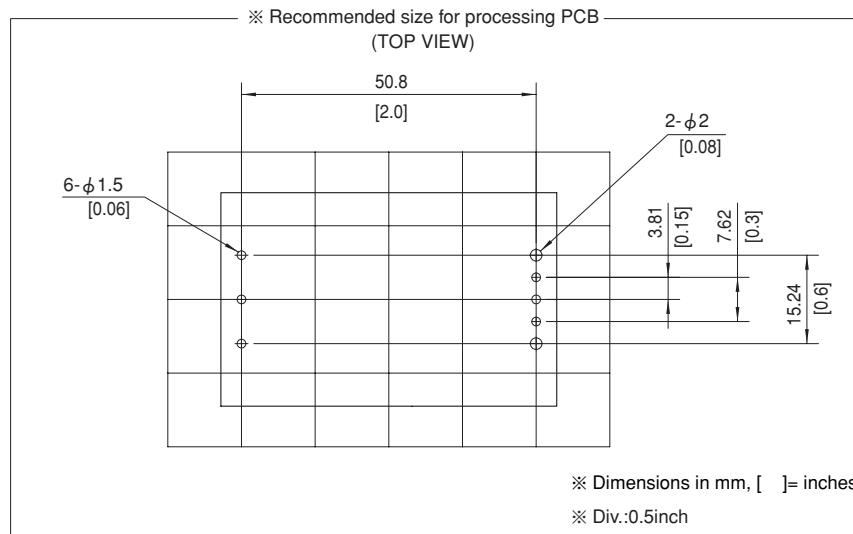 ※ Recommended size for processing PCB
(TOP VIEW)
50.8
[2.0]
2-φ2
[0.08]
6-φ1.5
[0.06]
3.81
[0.15]
7.62
[0.3]
15.24
[0.6]
※ Dimensions in mm, [ ]= inches
※ Div.:0.5inch